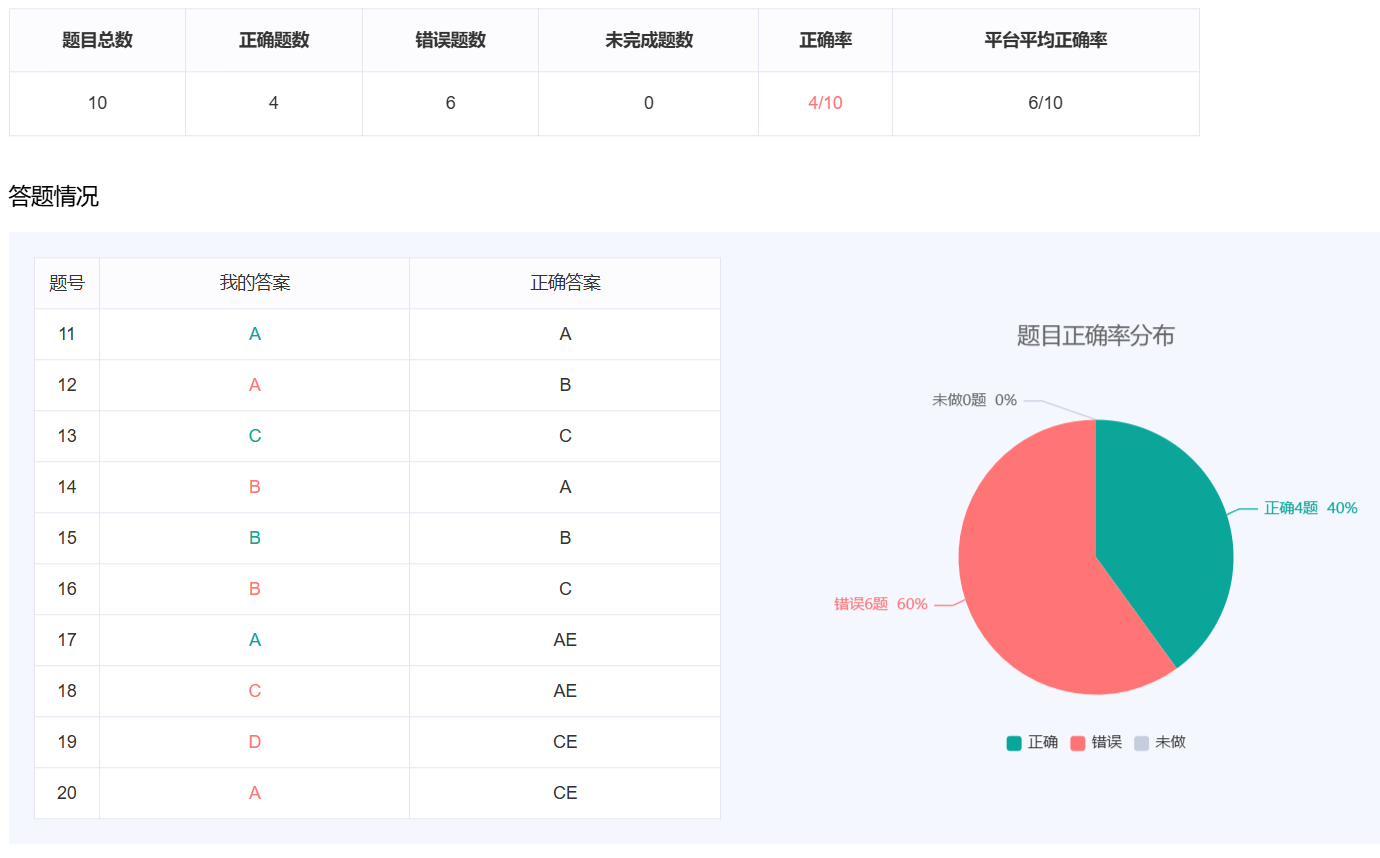 题目总数 正确题数 错误题数 未完成题数 正确率 平台平均正确率
10 4 6 0 4/10 6/10
答题情况
题号 我的答案 正确答案
11 A A
12 A B
13 C C
14 B A
15 B B
16 B C
17 A AE
18 C AE
19 D CE
20 A CE
题目正确率分布
未做0题 0%
正确4题 40%
错误6题 60%
正确 错误 未做